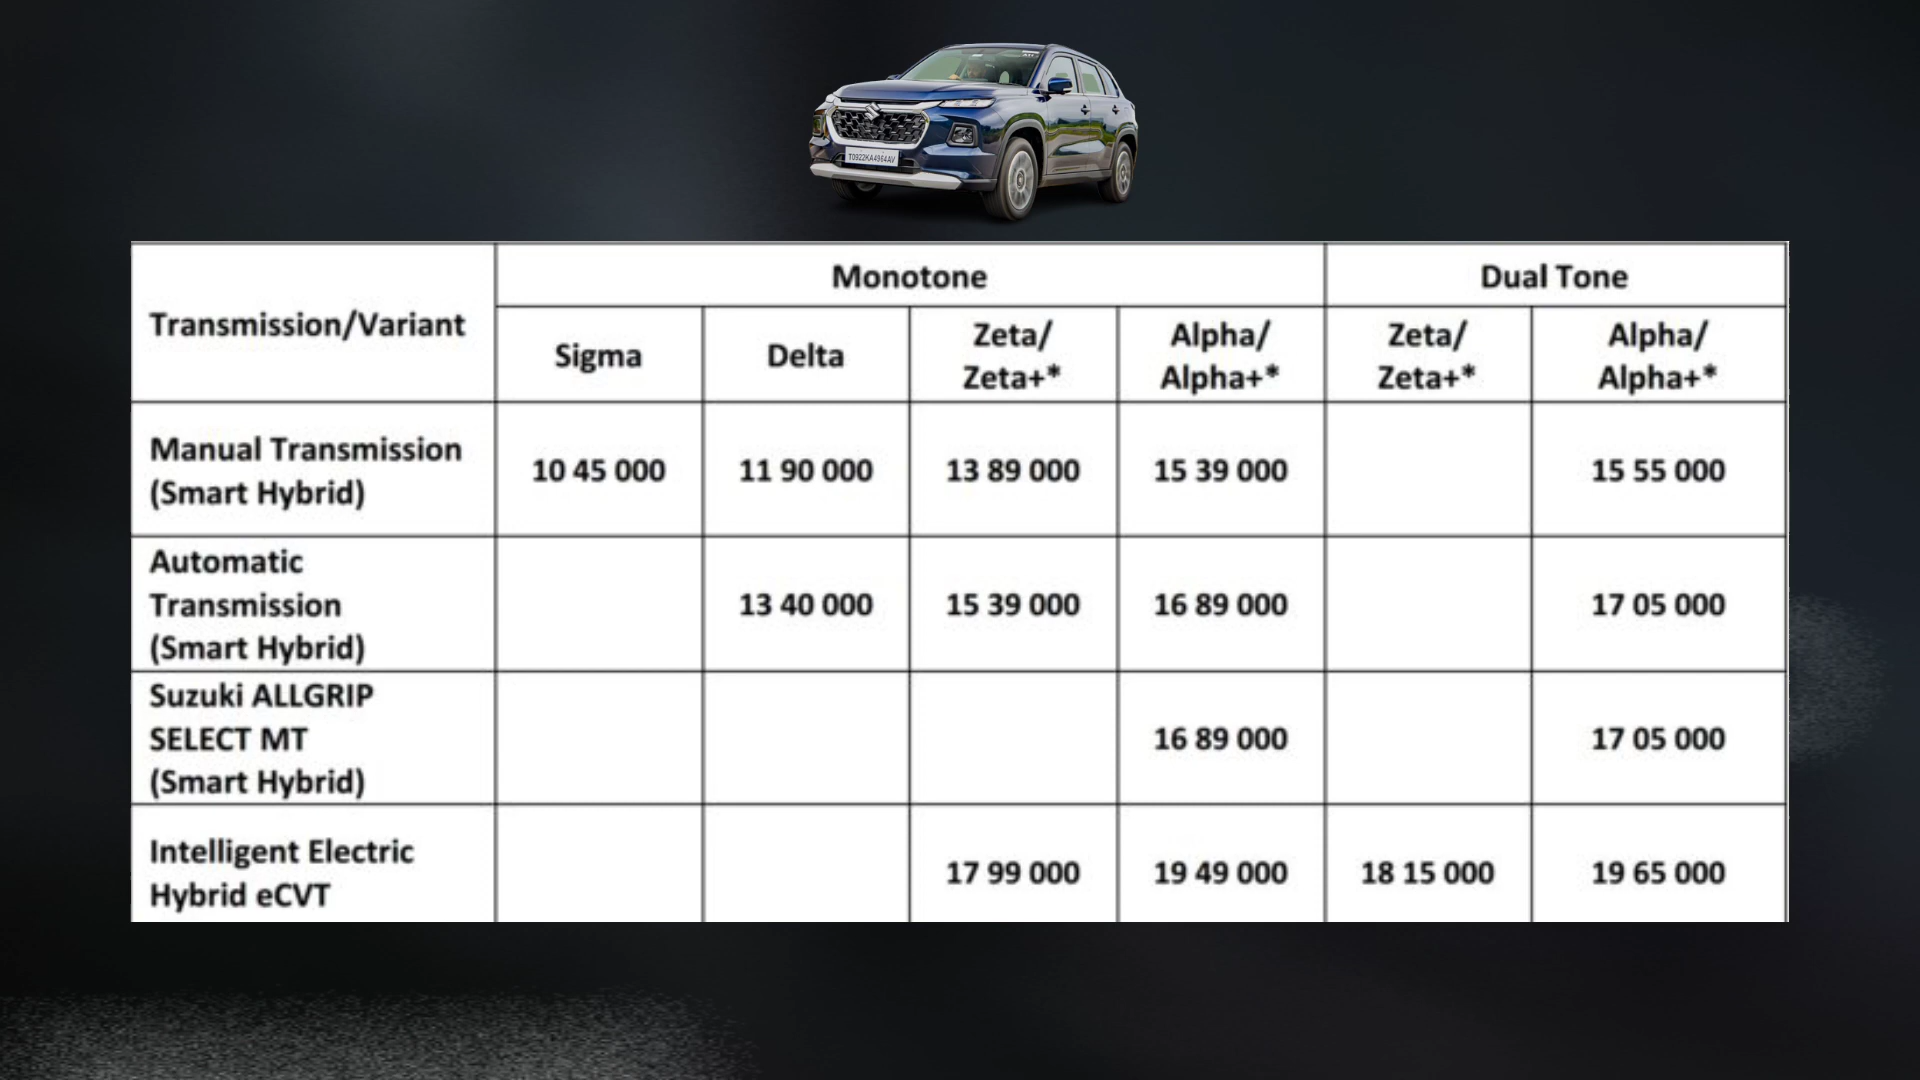 T0922KA4964AV
Monotone
Dual Tone
Transmission/Variant
Sigma
Delta
Zeta/
Zeta+*
Alpha/
Alpha+*
Zeta/
Zeta+*
Alpha/
Alpha+*
Manual Transmission
(Smart Hybrid)
10 45 000
11 90 000
13 89 000
15 39 000
15 55 000
Automatic
Transmission
(Smart Hybrid)
13 40 000
15 39 000
16 89 000
17 05 000
Suzuki ALLGRIP
SELECT MT
(Smart Hybrid)
16 89 000
17 05 000
Intelligent Electric
Hybrid eCVT
17 99 000
19 49 000
18 15 000
19 65 000